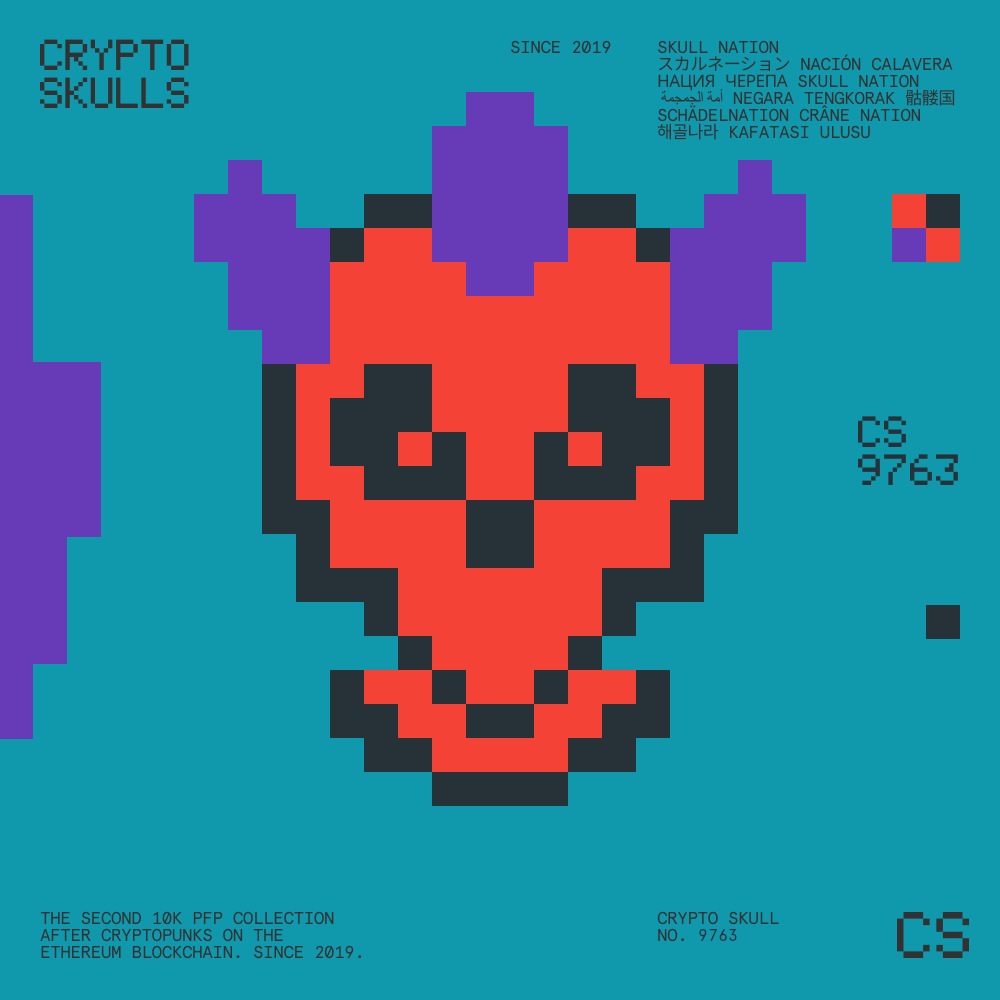 CRYPTO
SKULLS
SINCE 2019
SKULL NATION
スカルネーション NACIÓN CALAVERA
НАЦИЯ ЧЕРЕПА SKULL NATION
أمة الجمجمة NEGARA TENGKORAK 骷髅国
SCHÄDELNATION CRÂNE NATION
해골나라 KAFATASI ULUSU
CS
9763
THE SECOND 10K PFP COLLECTION
AFTER CRYPTOPUNKS ON THE
ETHEREUM BLOCKCHAIN. SINCE 2019.
CRYPTO SKULL
NO. 9763
CS